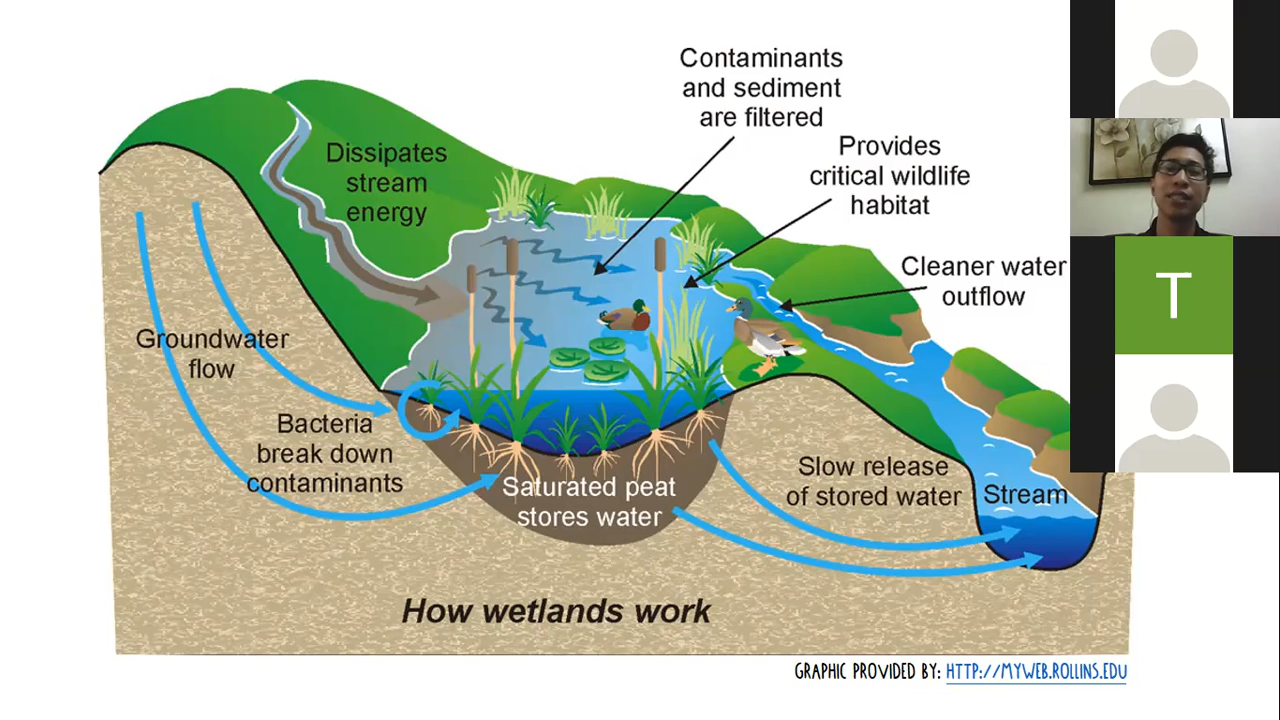 Contaminants
and sediment
are filtered
Provides
critical wildlife
habitat
Dissipates
stream
energy
Cleaner water
outflow
Groundwater
flow
Bacteria
break down
contaminants
Saturated peat
stores water
Slow release
of stored water
Stream
How wetlands work
GRAPHIC PROVIDED BY: HTTP://MYWEB.ROLLINS.EDU
T